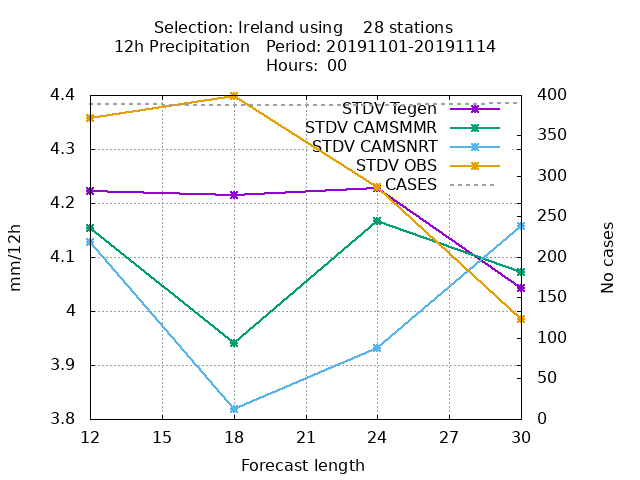 Selection: Ireland using 28 stations
12h Precipitation Period: 20191101-20191114
Hours: 00
4.4
4.3
4.2
4.1
4
3.9
3.8
mm/12h
STDV Tegen
STDV CAMSMMR
STDV CAMSNRT
STDV OBS
CASES
400
350
300
250
200
150
100
50
0
No cases
12 15 18 21 24 27 30
Forecast length